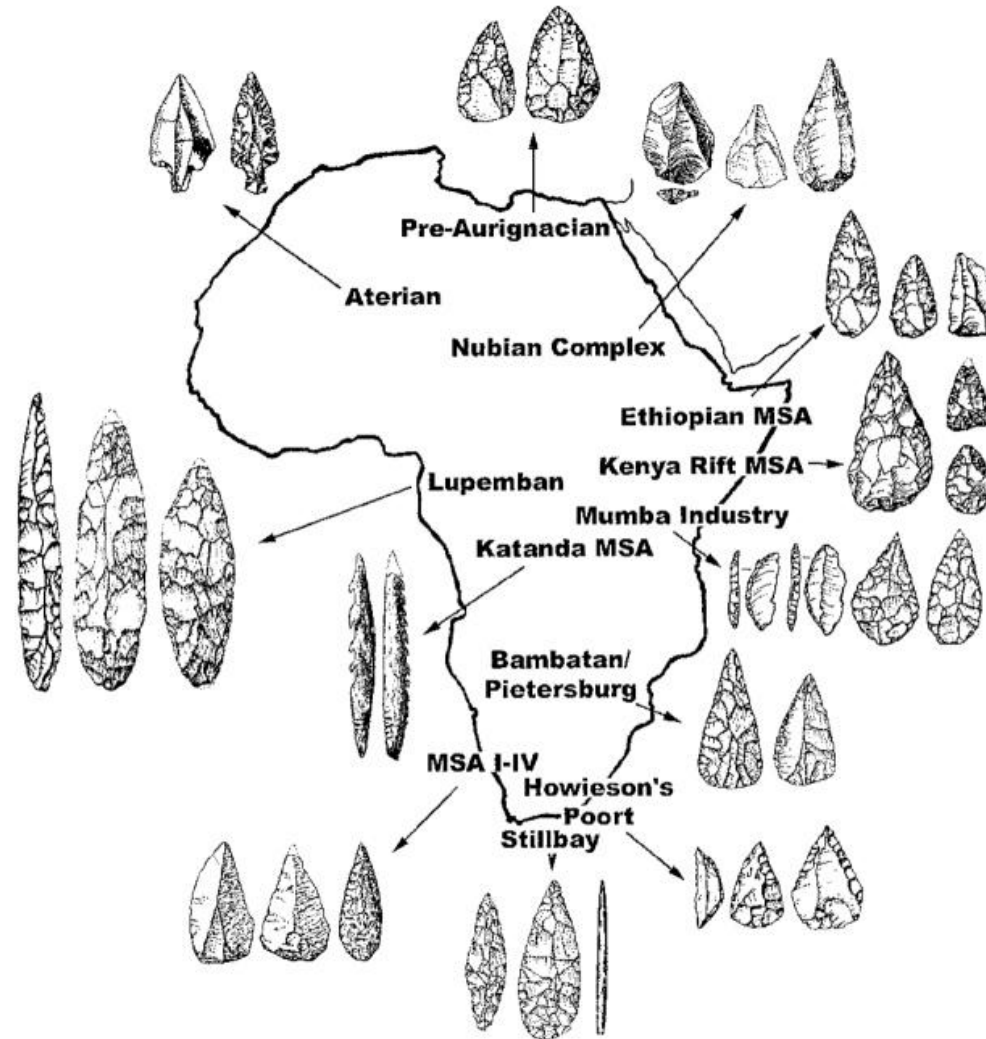 Pre-Aurignacian
Aterian
Nubian Complex
Ethiopian MSA
Kenya Rift MSA
Lupemban
Mumba Industry
Katanda MSA
Bambatan/
Pietersburg
MSA I-IV
Howieson's
Poort
Stillbay